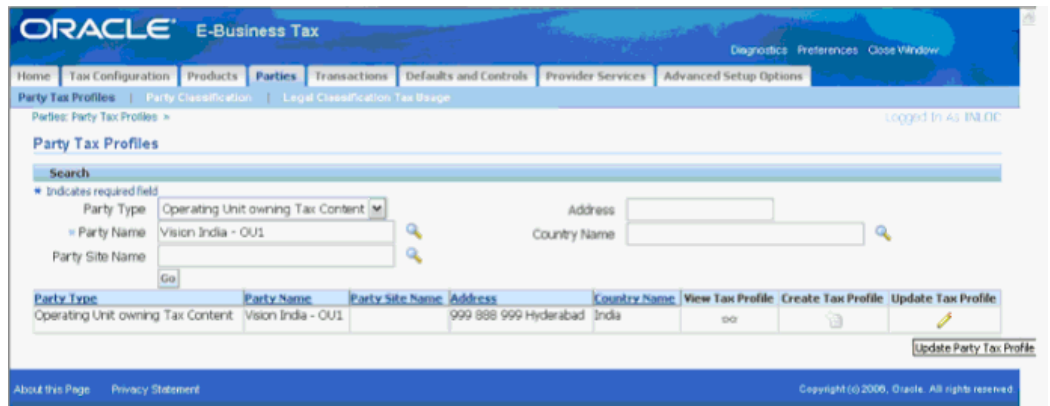 ORACLE® E-Business Tax
Diagnostics Preferences Close Window
Home Tax Configuration Products Parties Transactions Defaults and Controls Provider Services Advanced Setup Options
Party Tax Profiles | Party Classification | Legal Classification Tax Usage
Parties: Party Tax Profiles >
Logged In As INLOC
Party Tax Profiles
Search
* Indicates required field
Party Type Operating Unit owning Tax Content Address
* Party Name Vision India - OU1 Country Name
Party Site Name
Go
Party Type Party Name Party Site Name Address Country Name View Tax Profile Create Tax Profile Update Tax Profile
Operating Unit owning Tax Content Vision India - OU1 999 888 999 Hyderabad India
Update Party Tax Profile
About this Page Privacy Statement Copyright (c) 2006, Oracle. All rights reserved.